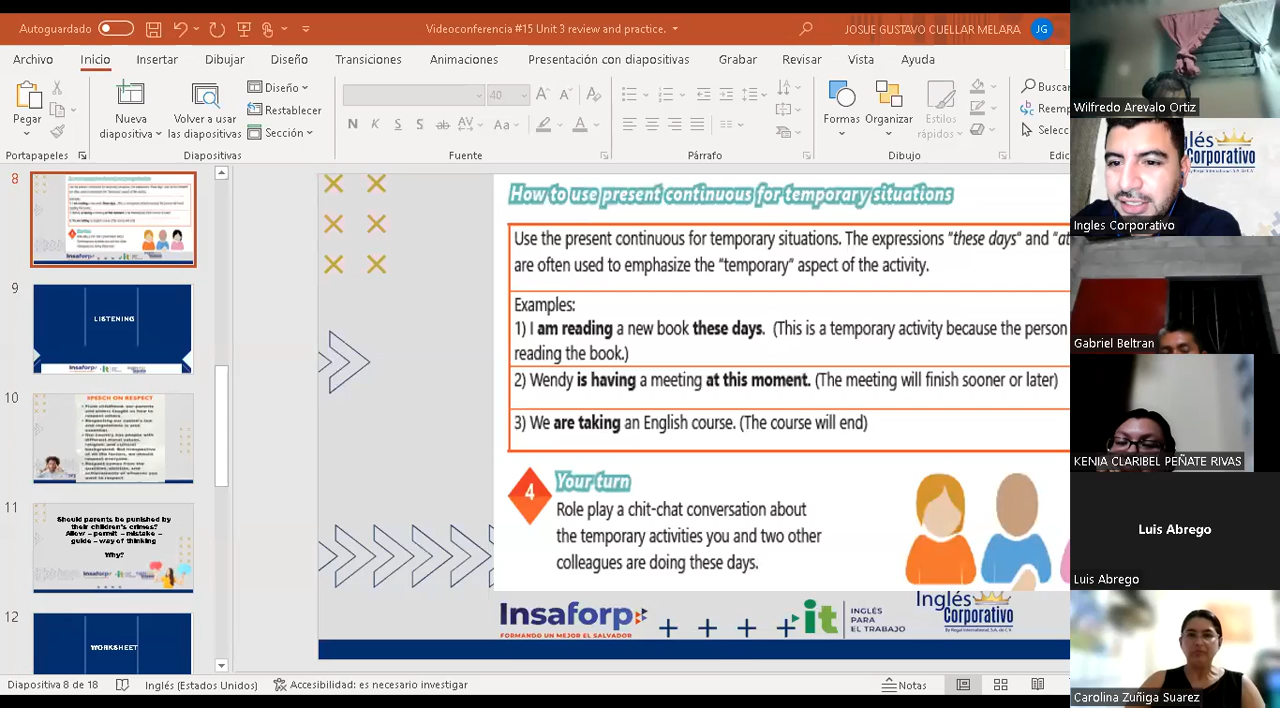 Autoguardado
Videoconferencia #15 Unit 3 review and practice.
JOSUE GUSTAVO CUELLAR MELARA
JG
Archivo Inicio Insertar Dibujar Diseño Transiciones Animaciones Presentación con diapositivas Grabar Revisar Vista Ayuda
Pegar
Nueva diapositiva
Volver a usar las diapositivas
Diseño
Restablecer
Sección
40
N K S S ab AV Aa A
Formas Organizar Estilos rápidos
Buscar
Reemp
Selecc
Portapapeles Diapositivas Fuente Párrafo Dibujo Edic
8
9
LISTENING
10
SPEECH ON RESPECT
11
Should parents be punished by
their children's crimes?
Allow – permit – mistake –
guide – way of thinking
Why?
12
WORKSHEET
How to use present continuous for temporary situations
Use the present continuous for temporary situations. The expressions "these days" and "at
are often used to emphasize the "temporary" aspect of the activity.
Examples:
1) I am reading a new book these days. (This is a temporary activity because the person
reading the book.)
2) Wendy is having a meeting at this moment. (The meeting will finish sooner or later)
3) We are taking an English course. (The course will end)
4
Your turn
Role play a chit-chat conversation about
the temporary activities you and two other
colleagues are doing these days.
Insaforp
FORMANDO UN MEJOR EL SALVADOR
it
INGLÉS
PARA
EL TRABAJO
Inglés
Corporativo
Diapositiva 8 de 18 Inglés (Estados Unidos) Accesibilidad: es necesario investigar Notas
Wilfredo Arevalo Ortiz
glés
Corporativo
Ingles Corporativo
Gabriel Beltran
KENIA CLARIBEL PEÑATE RIVAS
Luis Abrego
Luis Abrego
Carolina Zuñiga Suarez